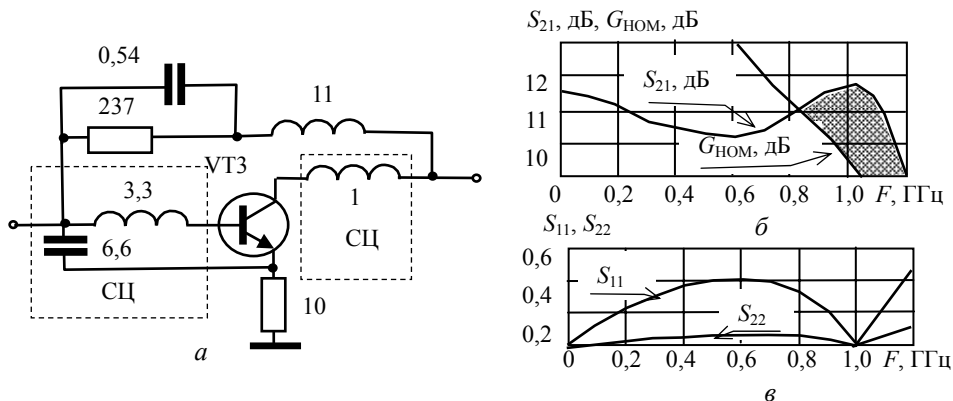 0,54
237
11
VT3
3,3
1
6,6
СЦ
СЦ
10
а
S21, дБ, GНОМ, дБ
12
11
10
S21, дБ
GНОМ, дБ
0 0,2 0,4 0,6 0,8 1,0 F, ГГц
б
S11, S22
0,6
0,4
0,2
S11
S22
0 0,2 0,4 0,6 0,8 1,0 F, ГГц
в